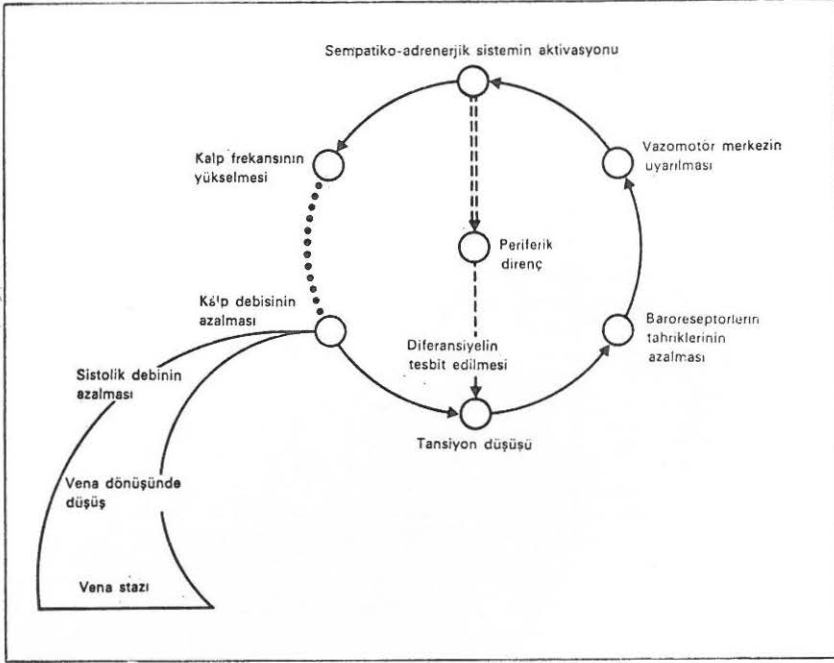 Sempatiko-adrenerjik sistemin aktivasyonu
Kalp frekansının
yükselmesi
Vazomotör merkezin
uyarılması
Periferik
direnç
Kalp debisinin
azalması
Baroreseptörlerin
tahriklerinin
azalması
Diferansiyelin
tesbit edilmesi
Sistolik debinin
azalması
Tansiyon düşüşü
Vena dönüşünde
düşüş
Vena stazı